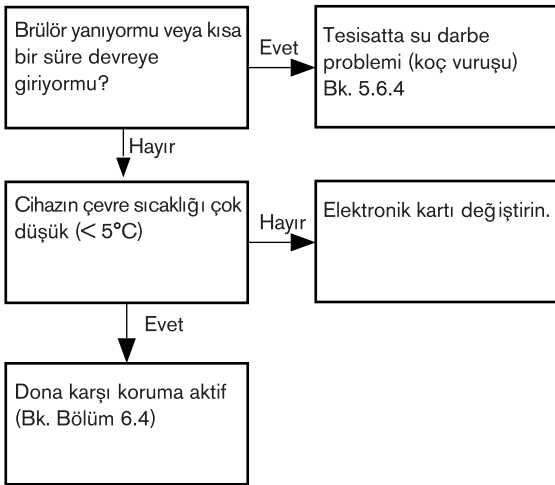 Brülör yanıyormu veya kısa
bir süre devreye
giriyormu?
Evet
Tesisatta su darbe
problemi (koç vuruşu)
Bk. 5.6.4
Hayır
Cihazın çevre sıcaklığı çok
düşük (< 5°C)
Hayır
Elektronik kartı değiştirin.
Evet
Dona karşı koruma aktif
(Bk. Bölüm 6.4)